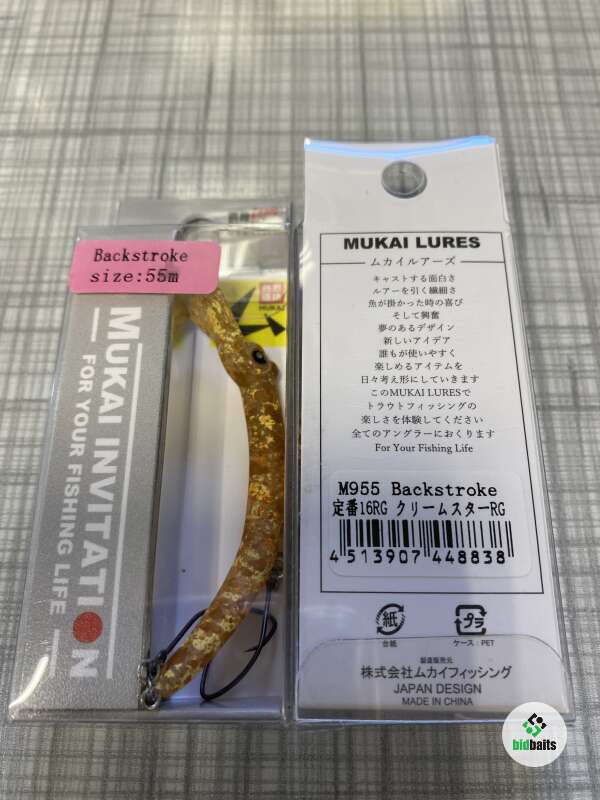 Backstroke
size:55m
MUKAI INVITATION
FOR YOUR FISHING LIFE
MUKAI
MUKAI LURES
ムカイルアーズ
キャストする面白さ
ルアーを引く繊細さ
魚が掛かった時の喜び
そして興奮
夢のあるデザイン
新しいアイデア
誰もが使いやすく
楽しめるアイテムを
日々考え形にしていきます
このMUKAI LURESで
トラウトフィッシングの
楽しさを体験してください
全てのアングラーにおくります
For Your Fishing Life
M955 Backstroke
定番16RG クリームスターRG
4 513907 448838
紙
台紙
プラ
ケース：PET
製造販売元
株式会社ムカイフィッシング
JAPAN DESIGN
MADE IN CHINA
bidbaits